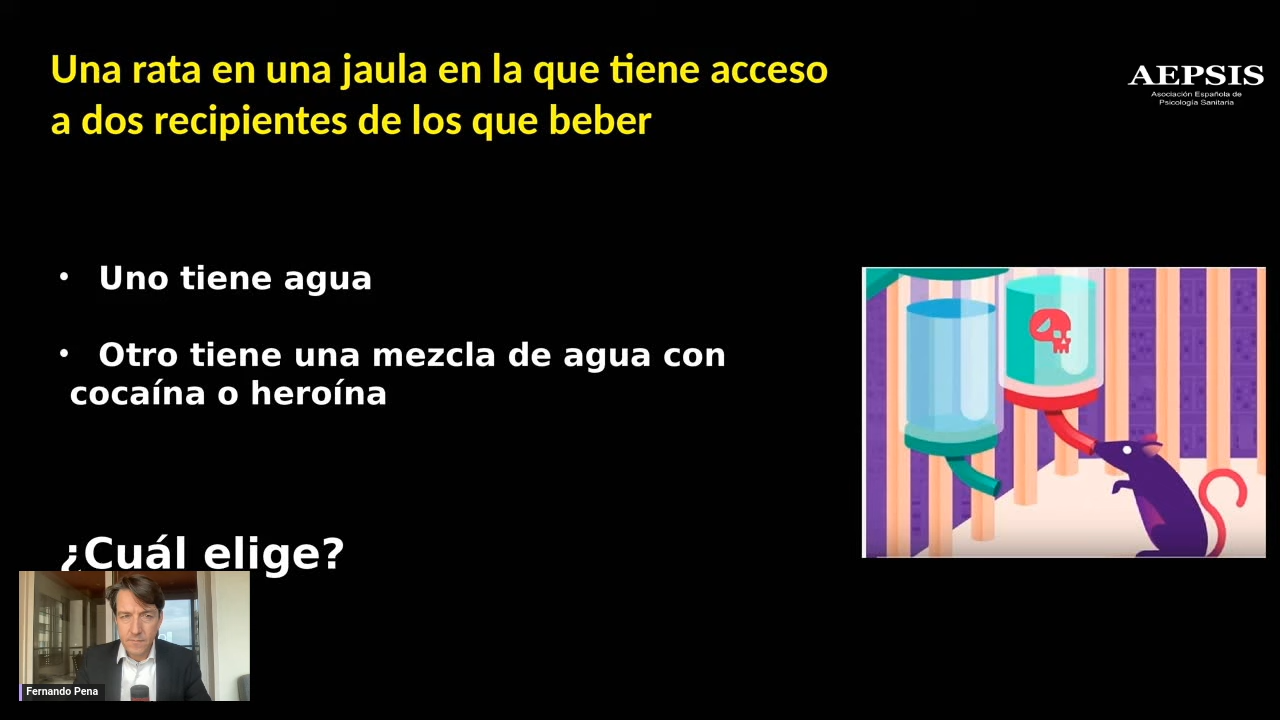 Una rata en una jaula en la que tiene acceso
a dos recipientes de los que beber
AEPSIS
Asociación Española de
Psicología Sanitaria
• Uno tiene agua
• Otro tiene una mezcla de agua con
cocaína o heroína
¿Cuál elige?
Fernando Pena